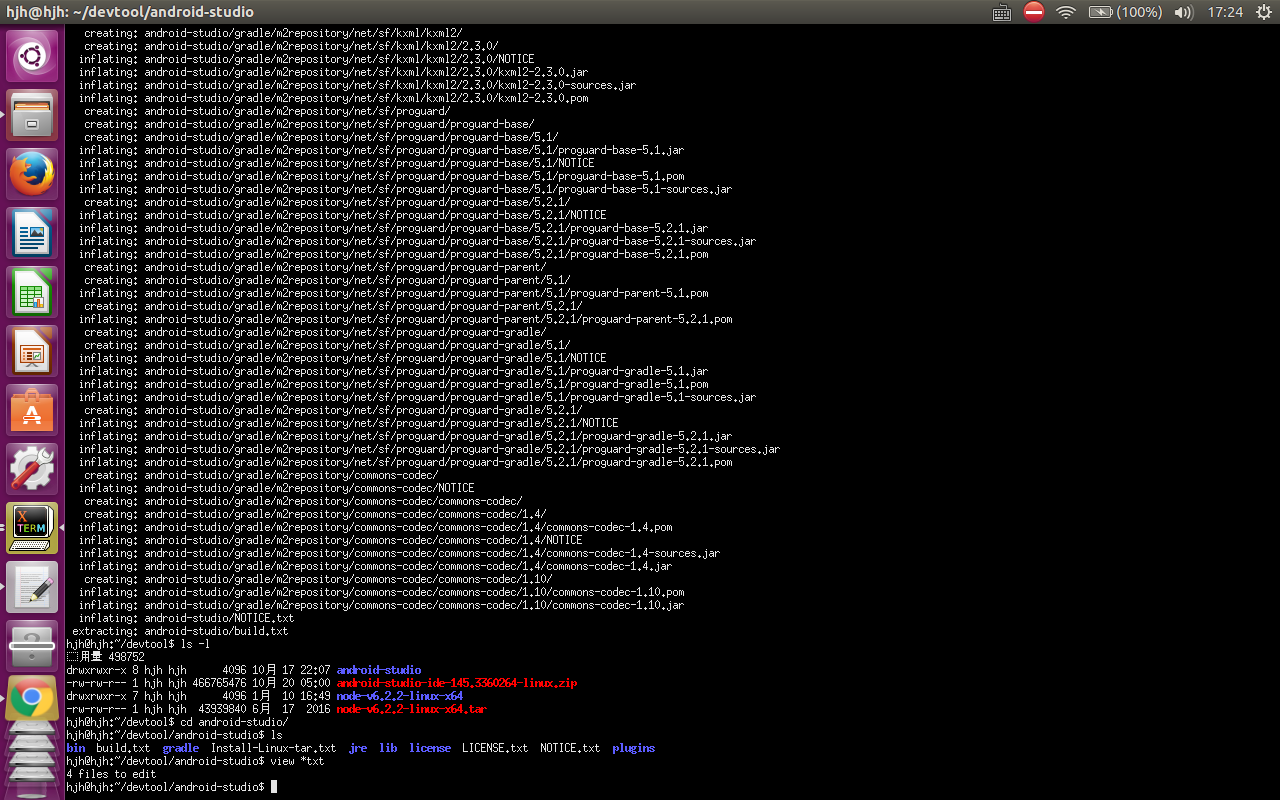 hjh@hjh: ~/devtool/android-studio (100%) 17:24
creating: android-studio/gradle/m2repository/net/sf/kxml/kxml2/
creating: android-studio/gradle/m2repository/net/sf/kxml/kxml2/2.3.0/
inflating: android-studio/gradle/m2repository/net/sf/kxml/kxml2/2.3.0/NOTICE
inflating: android-studio/gradle/m2repository/net/sf/kxml/kxml2/2.3.0/kxml2-2.3.0.jar
inflating: android-studio/gradle/m2repository/net/sf/kxml/kxml2/2.3.0/kxml2-2.3.0-sources.jar
inflating: android-studio/gradle/m2repository/net/sf/kxml/kxml2/2.3.0/kxml2-2.3.0.pom
creating: android-studio/gradle/m2repository/net/sf/proguard/
creating: android-studio/gradle/m2repository/net/sf/proguard/proguard-base/
creating: android-studio/gradle/m2repository/net/sf/proguard/proguard-base/5.1/
inflating: android-studio/gradle/m2repository/net/sf/proguard/proguard-base/5.1/proguard-base-5.1.jar
inflating: android-studio/gradle/m2repository/net/sf/proguard/proguard-base/5.1/NOTICE
inflating: android-studio/gradle/m2repository/net/sf/proguard/proguard-base/5.1/proguard-base-5.1.pom
inflating: android-studio/gradle/m2repository/net/sf/proguard/proguard-base/5.1/proguard-base-5.1-sources.jar
creating: android-studio/gradle/m2repository/net/sf/proguard/proguard-base/5.2.1/
inflating: android-studio/gradle/m2repository/net/sf/proguard/proguard-base/5.2.1/NOTICE
inflating: android-studio/gradle/m2repository/net/sf/proguard/proguard-base/5.2.1/proguard-base-5.2.1.jar
inflating: android-studio/gradle/m2repository/net/sf/proguard/proguard-base/5.2.1/proguard-base-5.2.1-sources.jar
inflating: android-studio/gradle/m2repository/net/sf/proguard/proguard-base/5.2.1/proguard-base-5.2.1.pom
creating: android-studio/gradle/m2repository/net/sf/proguard/proguard-parent/
creating: android-studio/gradle/m2repository/net/sf/proguard/proguard-parent/5.1/
inflating: android-studio/gradle/m2repository/net/sf/proguard/proguard-parent/5.1/proguard-parent-5.1.pom
creating: android-studio/gradle/m2repository/net/sf/proguard/proguard-parent/5.2.1/
inflating: android-studio/gradle/m2repository/net/sf/proguard/proguard-parent/5.2.1/proguard-parent-5.2.1.pom
creating: android-studio/gradle/m2repository/net/sf/proguard/proguard-gradle/
creating: android-studio/gradle/m2repository/net/sf/proguard/proguard-gradle/5.1/
inflating: android-studio/gradle/m2repository/net/sf/proguard/proguard-gradle/5.1/NOTICE
inflating: android-studio/gradle/m2repository/net/sf/proguard/proguard-gradle/5.1/proguard-gradle-5.1.jar
inflating: android-studio/gradle/m2repository/net/sf/proguard/proguard-gradle/5.1/proguard-gradle-5.1.pom
inflating: android-studio/gradle/m2repository/net/sf/proguard/proguard-gradle/5.1/proguard-gradle-5.1-sources.jar
creating: android-studio/gradle/m2repository/net/sf/proguard/proguard-gradle/5.2.1/
inflating: android-studio/gradle/m2repository/net/sf/proguard/proguard-gradle/5.2.1/NOTICE
inflating: android-studio/gradle/m2repository/net/sf/proguard/proguard-gradle/5.2.1/proguard-gradle-5.2.1.jar
inflating: android-studio/gradle/m2repository/net/sf/proguard/proguard-gradle/5.2.1/proguard-gradle-5.2.1-sources.jar
inflating: android-studio/gradle/m2repository/net/sf/proguard/proguard-gradle/5.2.1/proguard-gradle-5.2.1.pom
creating: android-studio/gradle/m2repository/commons-codec/
inflating: android-studio/gradle/m2repository/commons-codec/NOTICE
creating: android-studio/gradle/m2repository/commons-codec/commons-codec/
creating: android-studio/gradle/m2repository/commons-codec/commons-codec/1.4/
inflating: android-studio/gradle/m2repository/commons-codec/commons-codec/1.4/commons-codec-1.4.pom
inflating: android-studio/gradle/m2repository/commons-codec/commons-codec/1.4/NOTICE
inflating: android-studio/gradle/m2repository/commons-codec/commons-codec/1.4/commons-codec-1.4-sources.jar
inflating: android-studio/gradle/m2repository/commons-codec/commons-codec/1.4/commons-codec-1.4.jar
creating: android-studio/gradle/m2repository/commons-codec/commons-codec/1.10/
inflating: android-studio/gradle/m2repository/commons-codec/commons-codec/1.10/commons-codec-1.10.pom
inflating: android-studio/gradle/m2repository/commons-codec/commons-codec/1.10/commons-codec-1.10.jar
inflating: android-studio/NOTICE.txt
extracting: android-studio/build.txt
hjh@hjh:~/devtool$ ls -l
用量 498752
drwxrwxr-x 8 hjh hjh 4096 10月 17 22:07 android-studio
-rw-rw-r-- 1 hjh hjh 466765476 10月 20 05:00 android-studio-ide-145.3360264-linux.zip
drwxrwxr-x 7 hjh hjh 4096 1月 10 16:49 node-v6.2.2-linux-x64
-rw-rw-r-- 1 hjh hjh 43939840 6月 17 2016 node-v6.2.2-linux-x64.tar
hjh@hjh:~/devtool$ cd android-studio/
hjh@hjh:~/devtool/android-studio$ ls
bin build.txt gradle Install-Linux-tar.txt jre lib license LICENSE.txt NOTICE.txt plugins
hjh@hjh:~/devtool/android-studio$ view *txt
4 files to edit
hjh@hjh:~/devtool/android-studio$
X
TERM